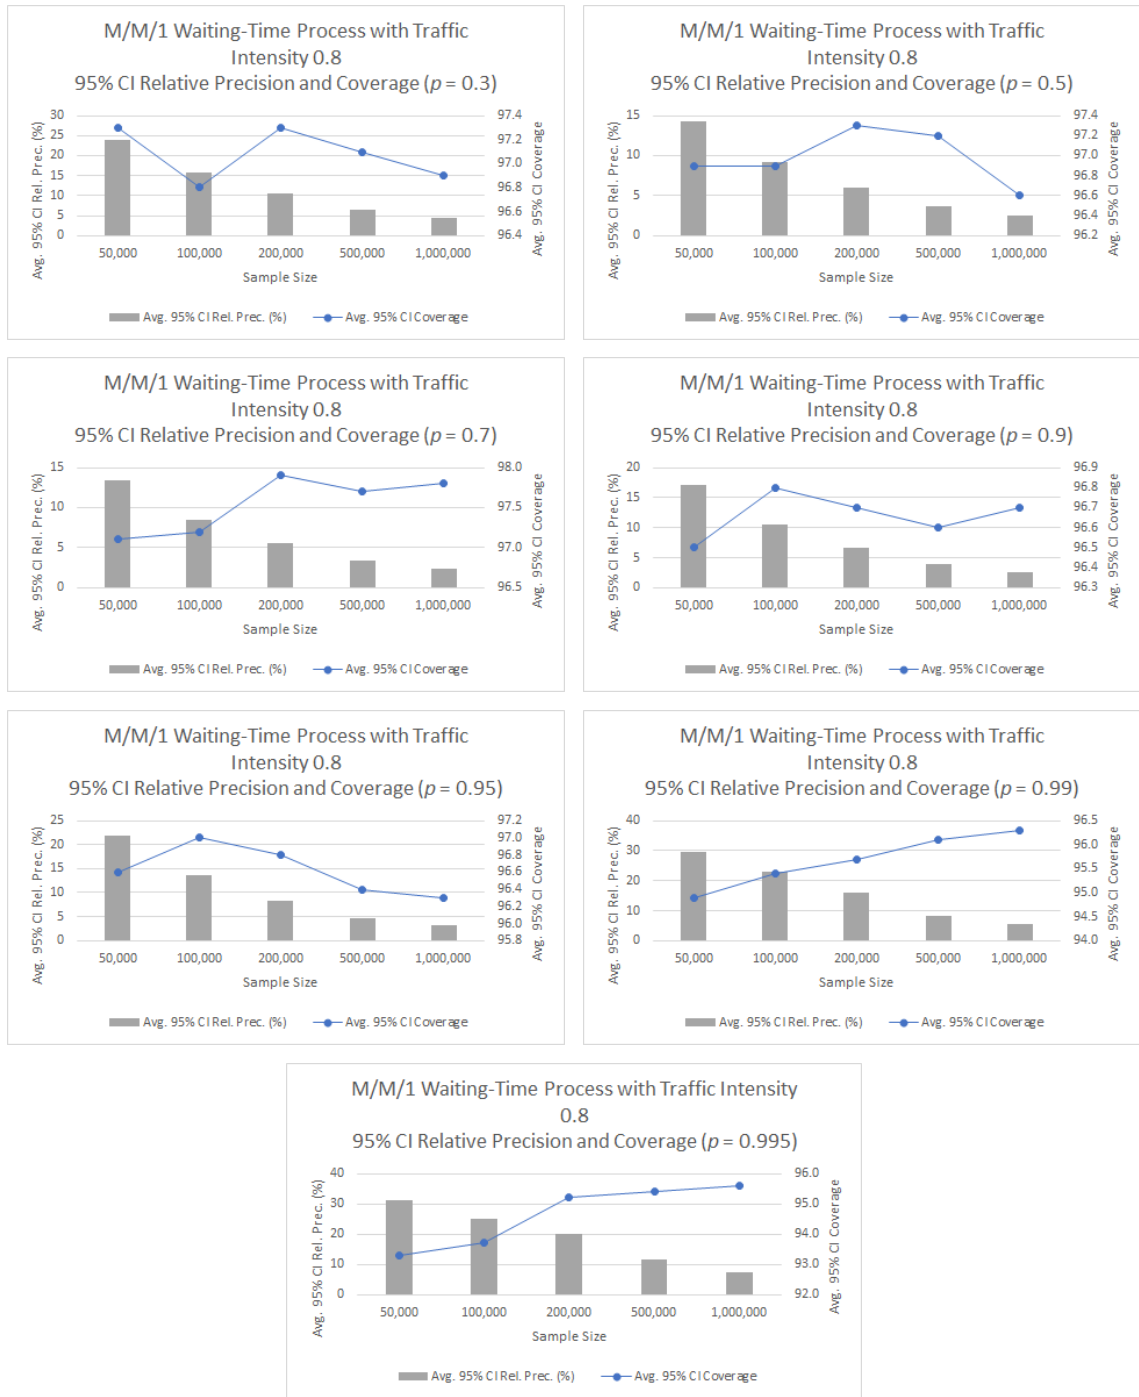 M/M/1 Waiting-Time Process with Traffic
Intensity 0.8
95% CI Relative Precision and Coverage (p = 0.3)
Avg. 95% CI Rel. Prec. (%)
30
25
20
15
10
5
0
97.4
97.2
97.0
96.8
96.6
96.4
Avg. 95% CI Coverage
50,000 100,000 200,000 500,000 1,000,000
Sample Size
Avg. 95% CI Rel. Prec. (%) Avg. 95% CI Coverage
M/M/1 Waiting-Time Process with Traffic
Intensity 0.8
95% CI Relative Precision and Coverage (p = 0.5)
Avg. 95% CI Rel. Prec. (%)
15
10
5
0
97.4
97.2
97.0
96.8
96.6
96.4
96.2
Avg. 95% CI Coverage
50,000 100,000 200,000 500,000 1,000,000
Sample Size
Avg. 95% CI Rel. Prec. (%) Avg. 95% CI Coverage
M/M/1 Waiting-Time Process with Traffic
Intensity 0.8
95% CI Relative Precision and Coverage (p = 0.7)
Avg. 95% CI Rel. Prec. (%)
15
10
5
0
98.0
97.5
97.0
96.5
Avg. 95% CI Coverage
50,000 100,000 200,000 500,000 1,000,000
Sample Size
Avg. 95% CI Rel. Prec. (%) Avg. 95% CI Coverage
M/M/1 Waiting-Time Process with Traffic
Intensity 0.8
95% CI Relative Precision and Coverage (p = 0.9)
Avg. 95% CI Rel. Prec. (%)
20
15
10
5
0
96.9
96.8
96.7
96.6
96.5
96.4
96.3
Avg. 95% CI Coverage
50,000 100,000 200,000 500,000 1,000,000
Sample Size
Avg. 95% CI Rel. Prec. (%) Avg. 95% CI Coverage
M/M/1 Waiting-Time Process with Traffic
Intensity 0.8
95% CI Relative Precision and Coverage (p = 0.95)
Avg. 95% CI Rel. Prec. (%)
25
20
15
10
5
0
97.2
97.0
96.8
96.6
96.4
96.2
96.0
95.8
Avg. 95% CI Coverage
50,000 100,000 200,000 500,000 1,000,000
Sample Size
Avg. 95% CI Rel. Prec. (%) Avg. 95% CI Coverage
M/M/1 Waiting-Time Process with Traffic
Intensity 0.8
95% CI Relative Precision and Coverage (p = 0.99)
Avg. 95% CI Rel. Prec. (%)
40
30
20
10
0
96.5
96.0
95.5
95.0
94.5
94.0
Avg. 95% CI Coverage
50,000 100,000 200,000 500,000 1,000,000
Sample Size
Avg. 95% CI Rel. Prec. (%) Avg. 95% CI Coverage
M/M/1 Waiting-Time Process with Traffic Intensity
0.8
95% CI Relative Precision and Coverage (p = 0.995)
Avg. 95% CI Rel. Prec. (%)
40
30
20
10
0
96.0
95.0
94.0
93.0
92.0
Avg. 95% CI Coverage
50,000 100,000 200,000 500,000 1,000,000
Sample Size
Avg. 95% CI Rel. Prec. (%) Avg. 95% CI Coverage